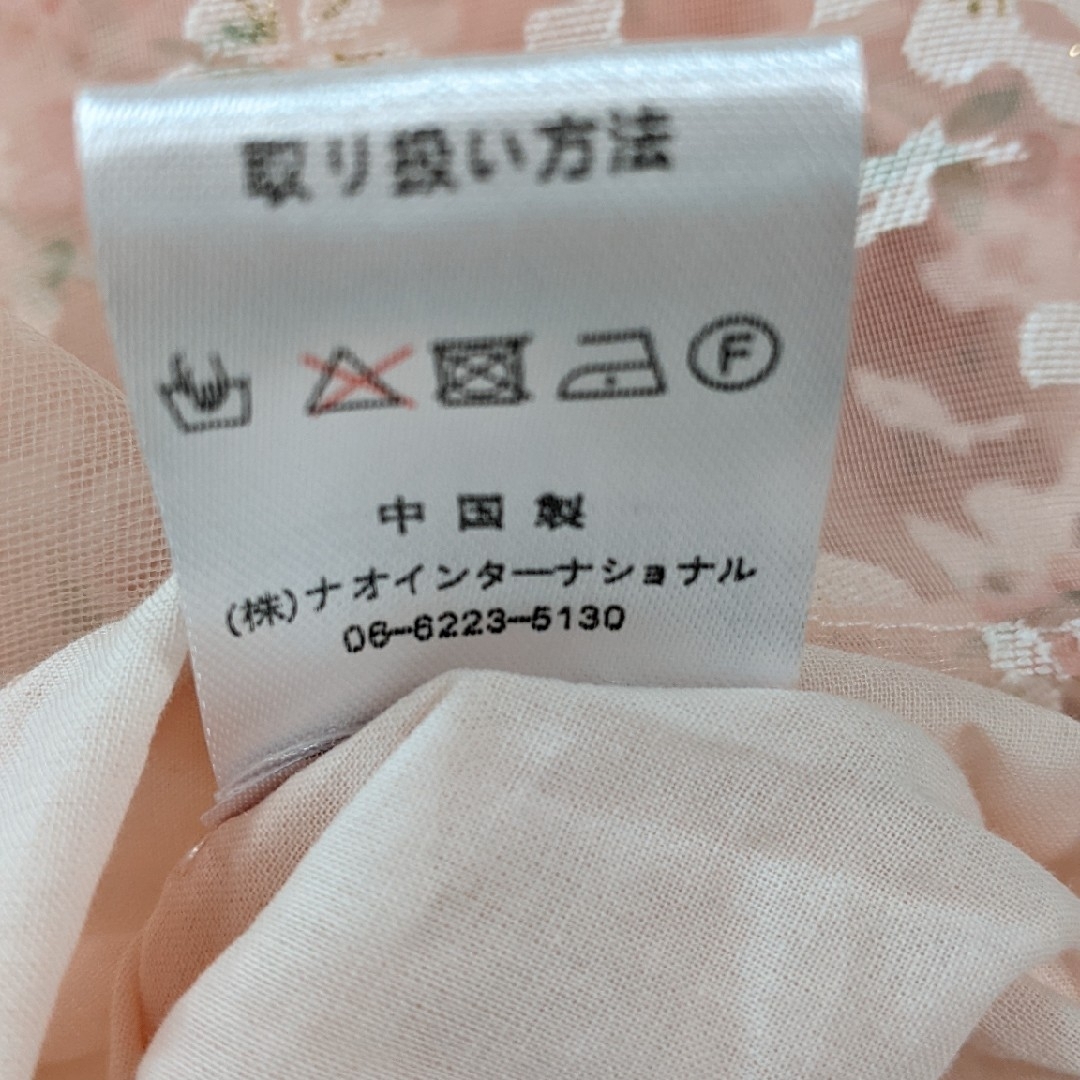 取り扱い方法
F
中国製
(株)ナオインターナショナル
06-6223-5130